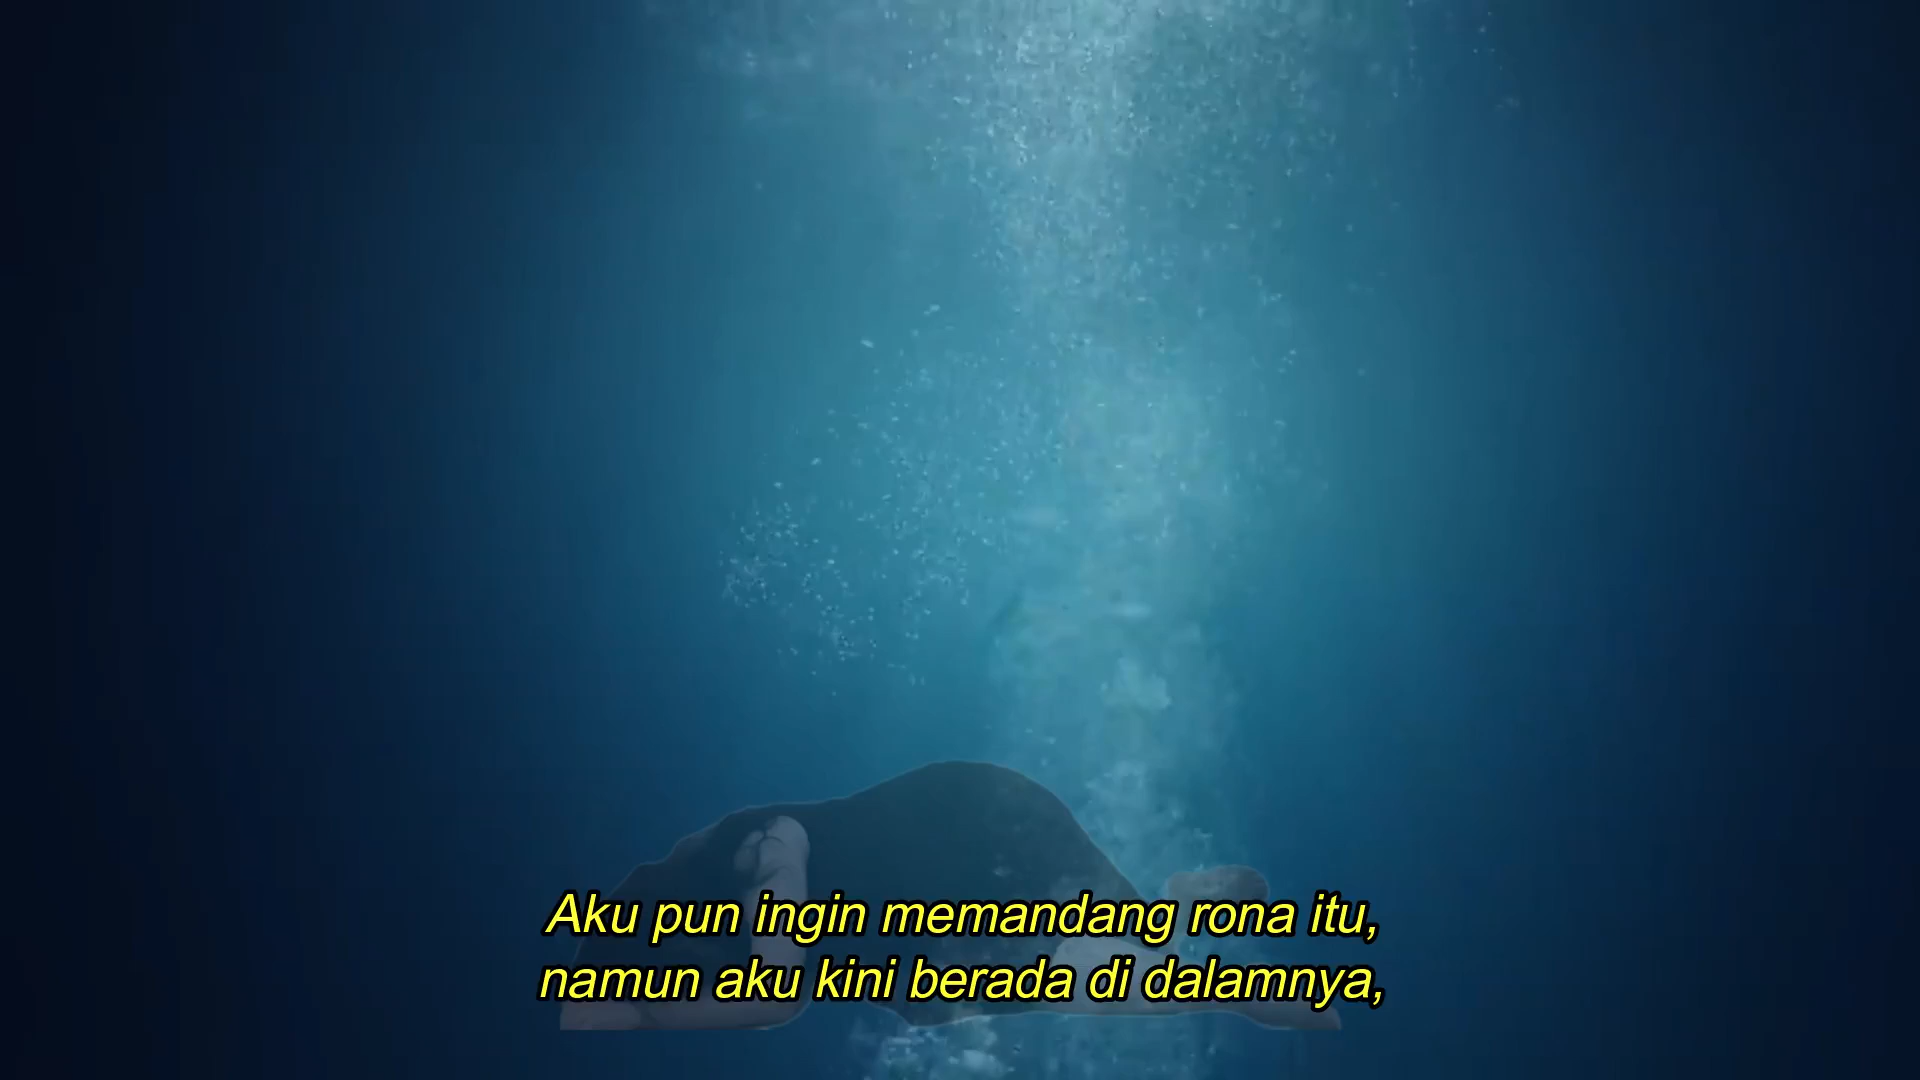 Aku pun ingin memandang rona itu,
namun aku kini berada di dalamnya,